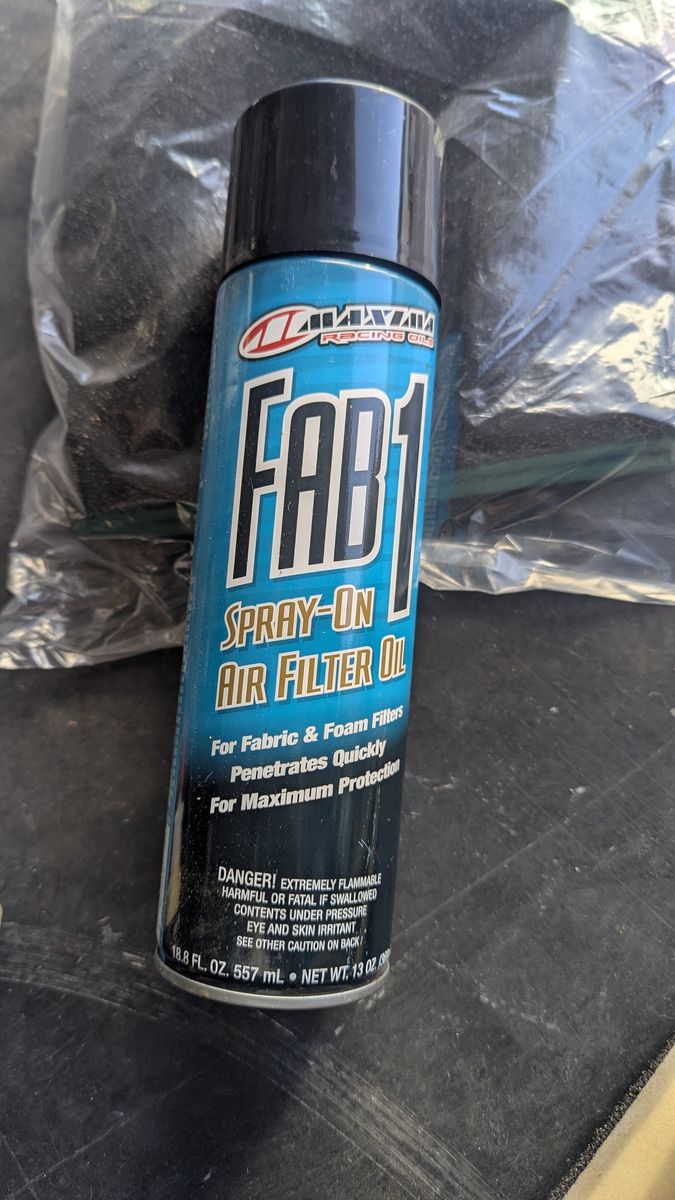 MAXIMA
RACING OILS
FAB1
SPRAY-ON
AIR FILTER OIL
For Fabric & Foam Filters
Penetrates Quickly
For Maximum Protection
DANGER! EXTREMELY FLAMMABLE
HARMFUL OR FATAL IF SWALLOWED
CONTENTS UNDER PRESSURE
EYE AND SKIN IRRITANT
SEE OTHER CAUTION ON BACK
18.8 FL. OZ. 557 mL • NET WT. 13 OZ.